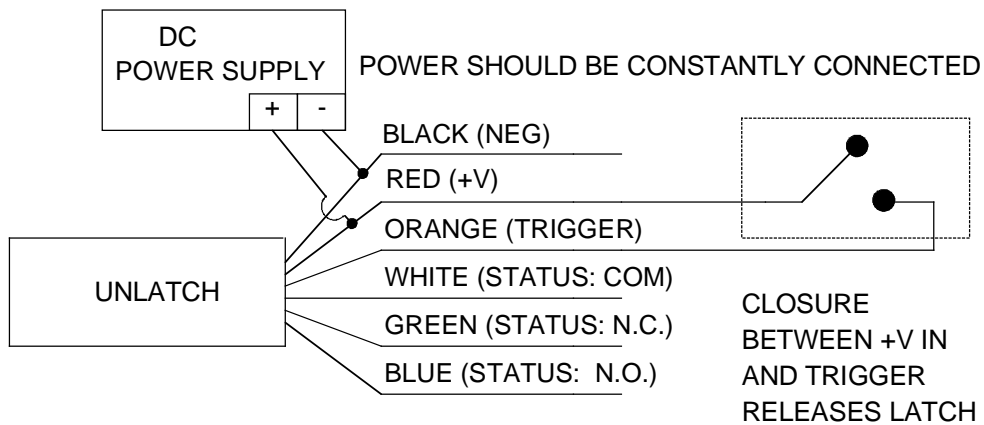 DC
POWER SUPPLY
+ -
POWER SHOULD BE CONSTANTLY CONNECTED
BLACK (NEG)
RED (+V)
ORANGE (TRIGGER)
WHITE (STATUS: COM)
GREEN (STATUS: N.C.)
BLUE (STATUS: N.O.)
UNLATCH
CLOSURE
BETWEEN +V IN
AND TRIGGER
RELEASES LATCH